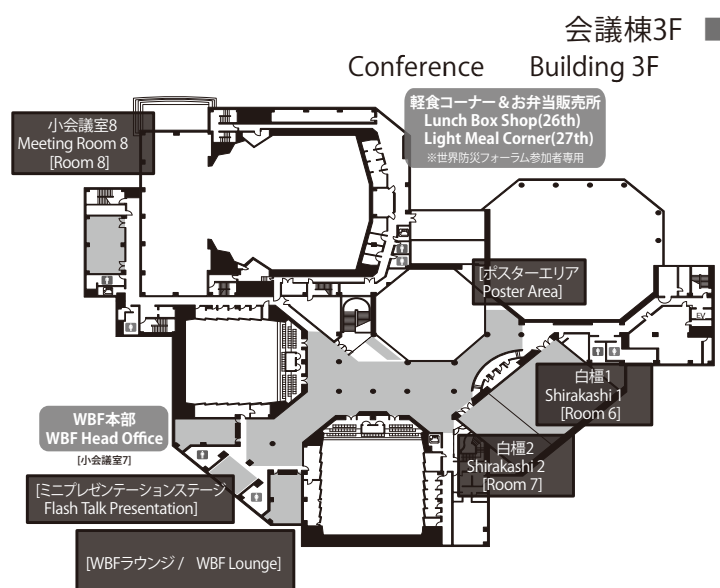 会議棟3F
Conference Building 3F
軽食コーナー＆お弁当販売所
Lunch Box Shop(26th)
Light Meal Corner(27th)
※世界防災フォーラム参加者専用
小会議室8
Meeting Room 8
[Room 8]
[ポスターエリア
Poster Area]
EV
白橿1
Shirakashi 1
[Room 6]
WBF本部
WBF Head Office
[小会議室7]
白橿2
Shirakashi 2
[Room 7]
[ミニプレゼンテーションステージ
Flash Talk Presentation]
[WBFラウンジ / WBF Lounge]